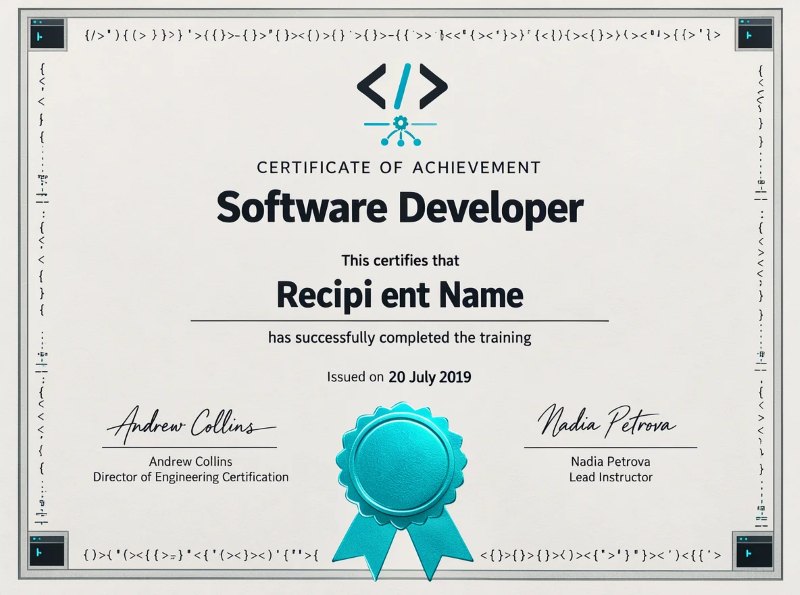 </>
CERTIFICATE OF ACHIEVEMENT
Software Developer
This certifies that
Recipi ent Name
has successfully completed the training
Issued on 20 July 2019
Andrew Collins
Andrew Collins
Director of Engineering Certification
Nadia Petrova
Nadia Petrova
Lead Instructor